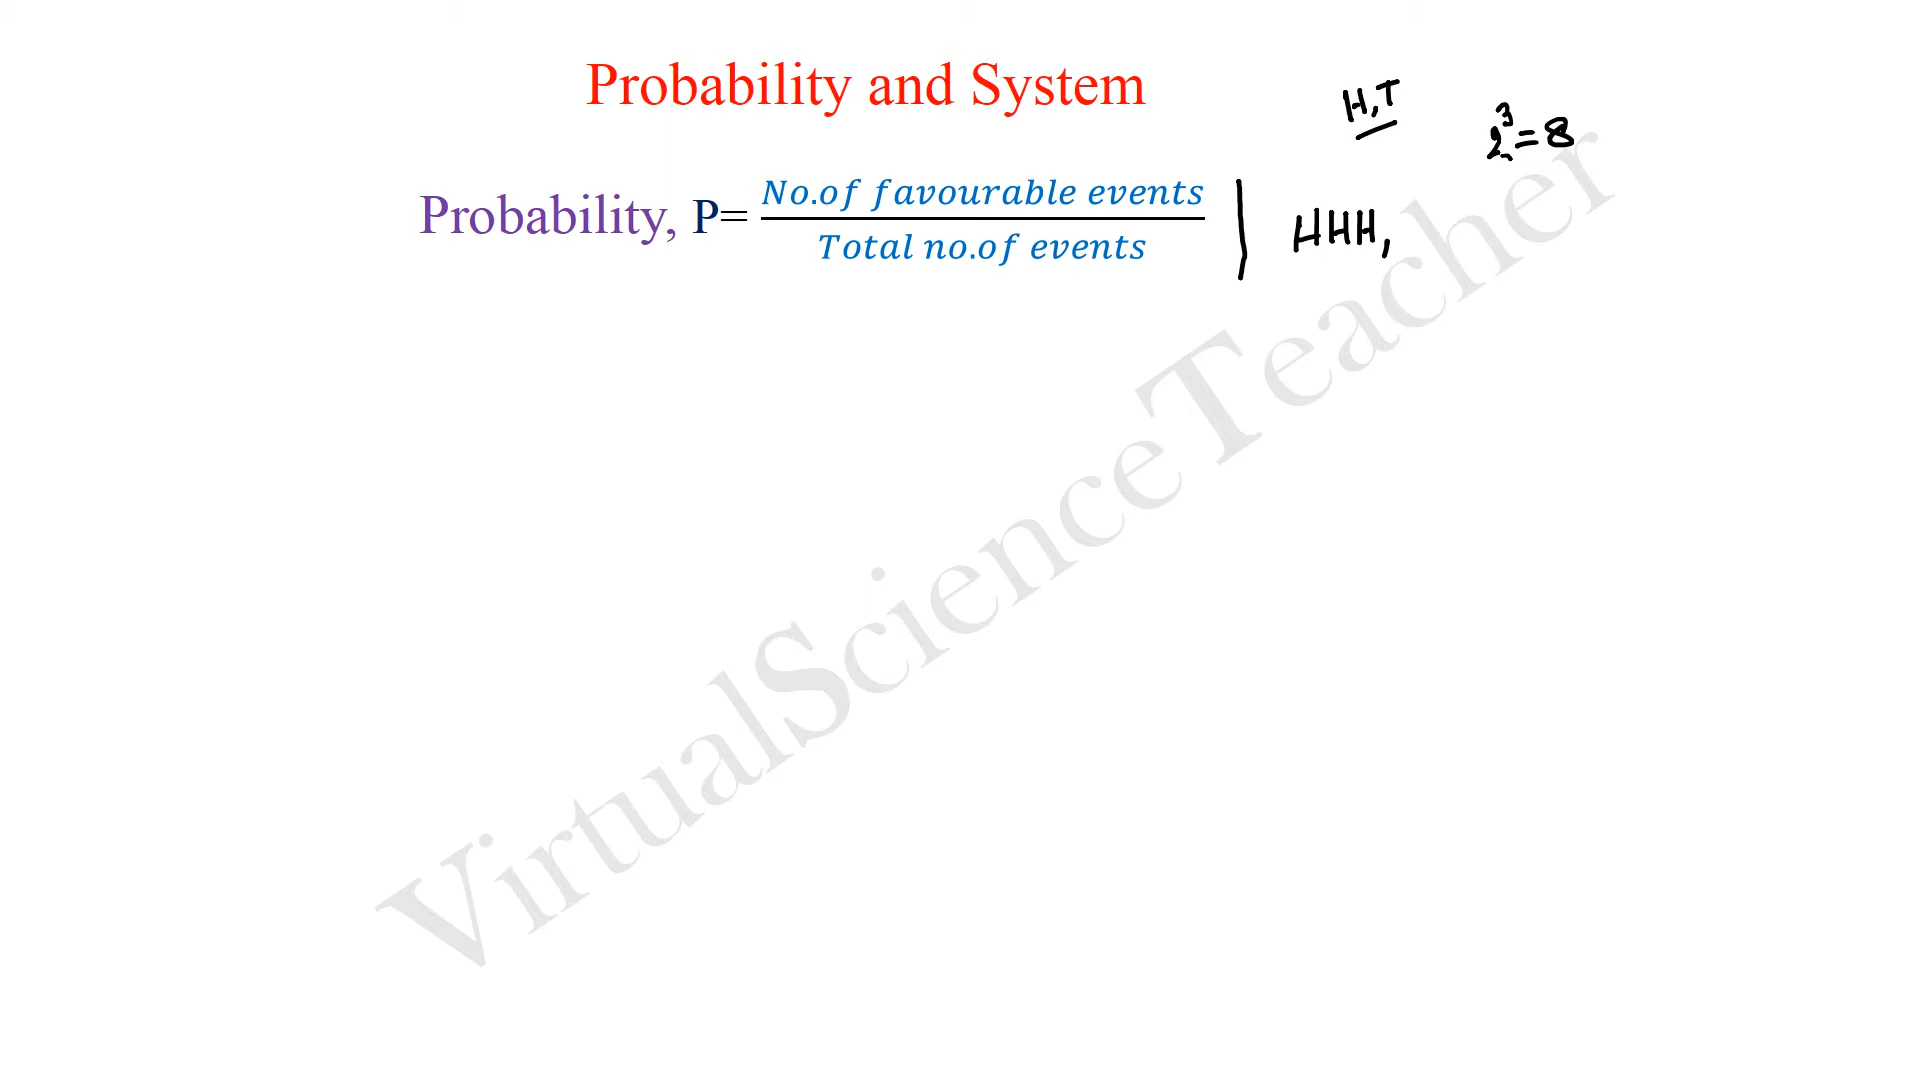 Probability and System
H,T
2³=8
Probability, P= No.of favourable events / Total no.of events
HHH,
VirtualScienceTeacher